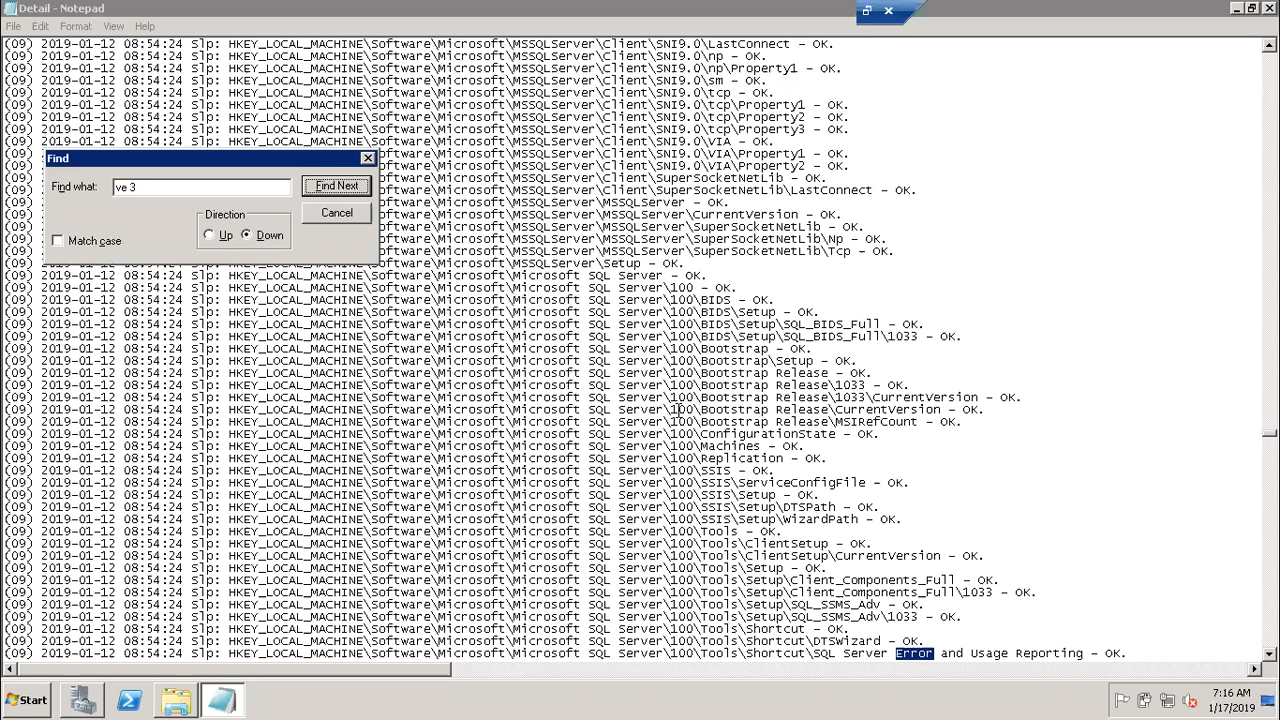 Detail - Notepad
File Edit Format View Help
(09) 2019-01-12 08:54:24 Slp: HKEY_LOCAL_MACHINE\Software\Microsoft\MSSQLServer\Client\SNI9.0\LastConnect - OK.
(09) 2019-01-12 08:54:24 Slp: HKEY_LOCAL_MACHINE\Software\Microsoft\MSSQLServer\Client\SNI9.0\np - OK.
(09) 2019-01-12 08:54:24 Slp: HKEY_LOCAL_MACHINE\Software\Microsoft\MSSQLServer\Client\SNI9.0\np\Property1 - OK.
(09) 2019-01-12 08:54:24 Slp: HKEY_LOCAL_MACHINE\Software\Microsoft\MSSQLServer\Client\SNI9.0\sm - OK.
(09) 2019-01-12 08:54:24 Slp: HKEY_LOCAL_MACHINE\Software\Microsoft\MSSQLServer\Client\SNI9.0\tcp - OK.
(09) 2019-01-12 08:54:24 Slp: HKEY_LOCAL_MACHINE\Software\Microsoft\MSSQLServer\Client\SNI9.0\tcp\Property1 - OK.
(09) 2019-01-12 08:54:24 Slp: HKEY_LOCAL_MACHINE\Software\Microsoft\MSSQLServer\Client\SNI9.0\tcp\Property2 - OK.
(09) 2019-01-12 08:54:24 Slp: HKEY_LOCAL_MACHINE\Software\Microsoft\MSSQLServer\Client\SNI9.0\tcp\Property3 - OK.
(09) 2019-01-12 08:54:24 Slp: HKEY_LOCAL_MACHINE\Software\Microsoft\MSSQLServer\Client\SNI9.0\VIA - OK.
(09) \Microsoft\MSSQLServer\Client\SNI9.0\VIA\Property1 - OK.
(09) \Microsoft\MSSQLServer\Client\SNI9.0\VIA\Property2 - OK.
(09) \Microsoft\MSSQLServer\Client\SuperSocketNetLib - OK.
(09) \Microsoft\MSSQLServer\Client\SuperSocketNetLib\LastConnect - OK.
(09) \Microsoft\MSSQLServer\MSSQLServer - OK.
(09) \Microsoft\MSSQLServer\MSSQLServer\CurrentVersion - OK.
(09) \Microsoft\MSSQLServer\MSSQLServer\SuperSocketNetLib - OK.
(09) \Microsoft\MSSQLServer\MSSQLServer\SuperSocketNetLib\Np - OK.
(09) \Microsoft\MSSQLServer\MSSQLServer\SuperSocketNetLib\Tcp - OK.
(09) 2019-01-12 08:54:24 Slp: HKEY_LOCAL_MACHINE\Software\Microsoft\MSSQLServer\Setup - OK.
Find
Find what: ve 3
Find Next
Direction
Cancel
Match case
Up Down
(09) 2019-01-12 08:54:24 Slp: HKEY_LOCAL_MACHINE\Software\Microsoft\Microsoft SQL Server - OK.
(09) 2019-01-12 08:54:24 Slp: HKEY_LOCAL_MACHINE\Software\Microsoft\Microsoft SQL Server\100 - OK.
(09) 2019-01-12 08:54:24 Slp: HKEY_LOCAL_MACHINE\Software\Microsoft\Microsoft SQL Server\100\BIDS - OK.
(09) 2019-01-12 08:54:24 Slp: HKEY_LOCAL_MACHINE\Software\Microsoft\Microsoft SQL Server\100\BIDS\Setup - OK.
(09) 2019-01-12 08:54:24 Slp: HKEY_LOCAL_MACHINE\Software\Microsoft\Microsoft SQL Server\100\BIDS\Setup\SQL_BIDS_Full - OK.
(09) 2019-01-12 08:54:24 Slp: HKEY_LOCAL_MACHINE\Software\Microsoft\Microsoft SQL Server\100\BIDS\Setup\SQL_BIDS_Full\1033 - OK.
(09) 2019-01-12 08:54:24 Slp: HKEY_LOCAL_MACHINE\Software\Microsoft\Microsoft SQL Server\100\Bootstrap - OK.
(09) 2019-01-12 08:54:24 Slp: HKEY_LOCAL_MACHINE\Software\Microsoft\Microsoft SQL Server\100\Bootstrap\Setup - OK.
(09) 2019-01-12 08:54:24 Slp: HKEY_LOCAL_MACHINE\Software\Microsoft\Microsoft SQL Server\100\Bootstrap Release - OK.
(09) 2019-01-12 08:54:24 Slp: HKEY_LOCAL_MACHINE\Software\Microsoft\Microsoft SQL Server\100\Bootstrap Release\1033 - OK.
(09) 2019-01-12 08:54:24 Slp: HKEY_LOCAL_MACHINE\Software\Microsoft\Microsoft SQL Server\100\Bootstrap Release\1033\CurrentVersion - OK.
(09) 2019-01-12 08:54:24 Slp: HKEY_LOCAL_MACHINE\Software\Microsoft\Microsoft SQL Server\100\Bootstrap Release\CurrentVersion - OK.
(09) 2019-01-12 08:54:24 Slp: HKEY_LOCAL_MACHINE\Software\Microsoft\Microsoft SQL Server\100\Bootstrap Release\MSIRefCount - OK.
(09) 2019-01-12 08:54:24 Slp: HKEY_LOCAL_MACHINE\Software\Microsoft\Microsoft SQL Server\100\ConfigurationState - OK.
(09) 2019-01-12 08:54:24 Slp: HKEY_LOCAL_MACHINE\Software\Microsoft\Microsoft SQL Server\100\Machines - OK.
(09) 2019-01-12 08:54:24 Slp: HKEY_LOCAL_MACHINE\Software\Microsoft\Microsoft SQL Server\100\Replication - OK.
(09) 2019-01-12 08:54:24 Slp: HKEY_LOCAL_MACHINE\Software\Microsoft\Microsoft SQL Server\100\SSIS - OK.
(09) 2019-01-12 08:54:24 Slp: HKEY_LOCAL_MACHINE\Software\Microsoft\Microsoft SQL Server\100\SSIS\ServiceConfigFile - OK.
(09) 2019-01-12 08:54:24 Slp: HKEY_LOCAL_MACHINE\Software\Microsoft\Microsoft SQL Server\100\SSIS\Setup - OK.
(09) 2019-01-12 08:54:24 Slp: HKEY_LOCAL_MACHINE\Software\Microsoft\Microsoft SQL Server\100\SSIS\Setup\DTSPath - OK.
(09) 2019-01-12 08:54:24 Slp: HKEY_LOCAL_MACHINE\Software\Microsoft\Microsoft SQL Server\100\SSIS\Setup\WizardPath - OK.
(09) 2019-01-12 08:54:24 Slp: HKEY_LOCAL_MACHINE\Software\Microsoft\Microsoft SQL Server\100\Tools - OK.
(09) 2019-01-12 08:54:24 Slp: HKEY_LOCAL_MACHINE\Software\Microsoft\Microsoft SQL Server\100\Tools\ClientSetup - OK.
(09) 2019-01-12 08:54:24 Slp: HKEY_LOCAL_MACHINE\Software\Microsoft\Microsoft SQL Server\100\Tools\ClientSetup\CurrentVersion - OK.
(09) 2019-01-12 08:54:24 Slp: HKEY_LOCAL_MACHINE\Software\Microsoft\Microsoft SQL Server\100\Tools\Setup - OK.
(09) 2019-01-12 08:54:24 Slp: HKEY_LOCAL_MACHINE\Software\Microsoft\Microsoft SQL Server\100\Tools\Setup\Client_Components_Full - OK.
(09) 2019-01-12 08:54:24 Slp: HKEY_LOCAL_MACHINE\Software\Microsoft\Microsoft SQL Server\100\Tools\Setup\Client_Components_Full\1033 - OK.
(09) 2019-01-12 08:54:24 Slp: HKEY_LOCAL_MACHINE\Software\Microsoft\Microsoft SQL Server\100\Tools\Setup\SQL_SSMS_Adv - OK.
(09) 2019-01-12 08:54:24 Slp: HKEY_LOCAL_MACHINE\Software\Microsoft\Microsoft SQL Server\100\Tools\Setup\SQL_SSMS_Adv\1033 - OK.
(09) 2019-01-12 08:54:24 Slp: HKEY_LOCAL_MACHINE\Software\Microsoft\Microsoft SQL Server\100\Tools\Shortcut - OK.
(09) 2019-01-12 08:54:24 Slp: HKEY_LOCAL_MACHINE\Software\Microsoft\Microsoft SQL Server\100\Tools\Shortcut\DTSWizard - OK.
(09) 2019-01-12 08:54:24 Slp: HKEY_LOCAL_MACHINE\Software\Microsoft\Microsoft SQL Server\100\Tools\Shortcut\SQL Server Error and Usage Reporting - OK.
Start
7:16 AM
1/17/2019